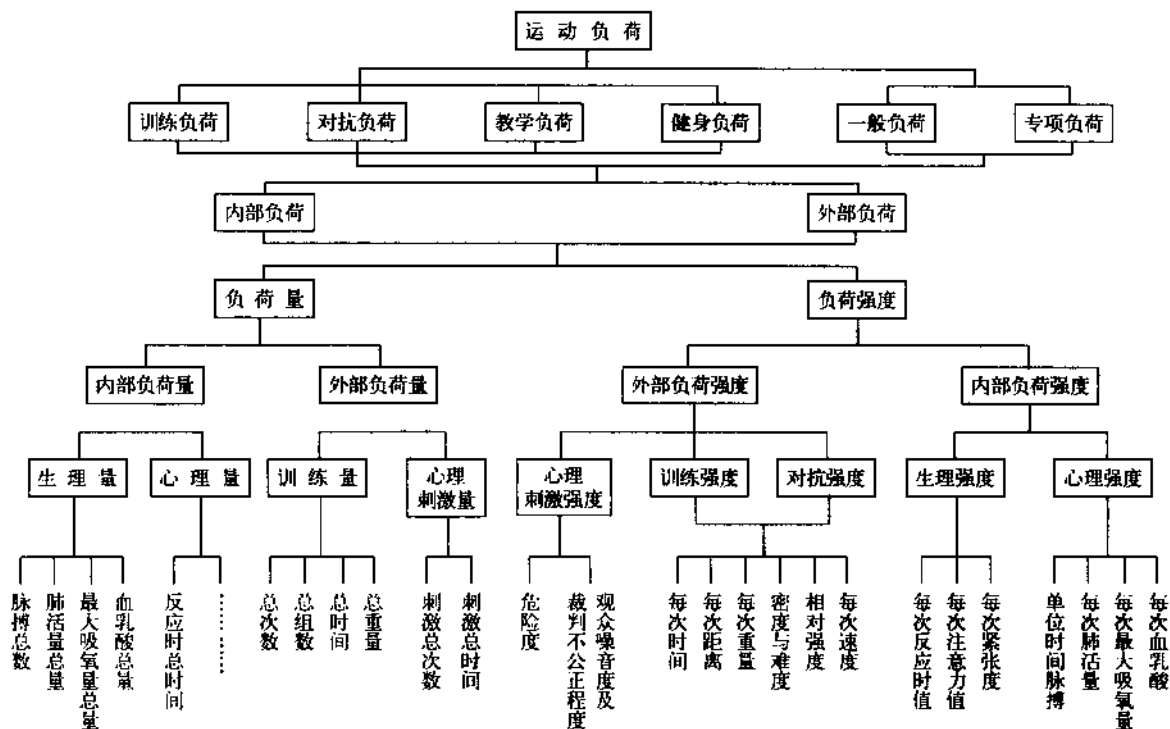 运动负荷
训练负荷
对抗负荷
教学负荷
健身负荷
一般负荷
专项负荷
内部负荷
外部负荷
负荷量
负荷强度
内部负荷量
外部负荷量
外部负荷强度
内部负荷强度
生理量
心理量
训练量
心理
刺激量
心理
刺激强度
训练强度
对抗强度
生理强度
心理强度
脉搏总数
肺活量总量
最大吸氧量总量
血乳酸总量
反应时总时间
…………
总次数
总组数
总时间
总重量
刺激总次数
刺激总时间
危险度
裁判不公正程度
观众噪音度及
每次时间
每次距离
每次重量
密度与难度
相对强度
每次速度
每次反应时值
每次注意力值
每次紧张度
单位时间脉搏
每次肺活量
每次最大吸氧量
每次血乳酸